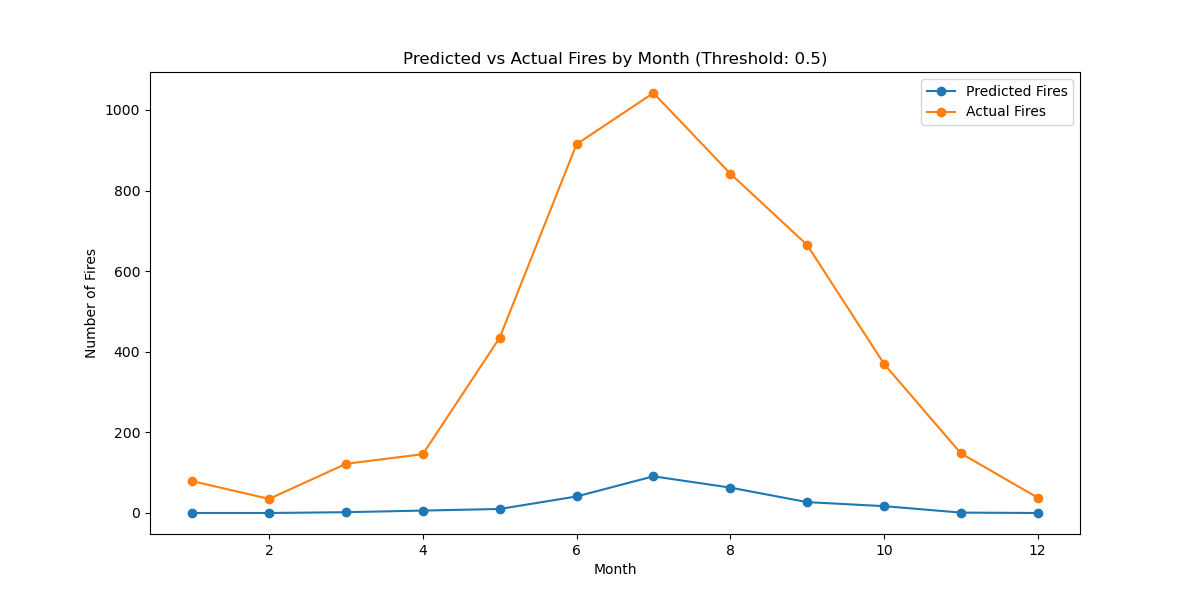 Predicted vs Actual Fires by Month (Threshold: 0.5)
Predicted Fires
Actual Fires
Number of Fires
1000
800
600
400
200
0
2 4 6 8 10 12
Month